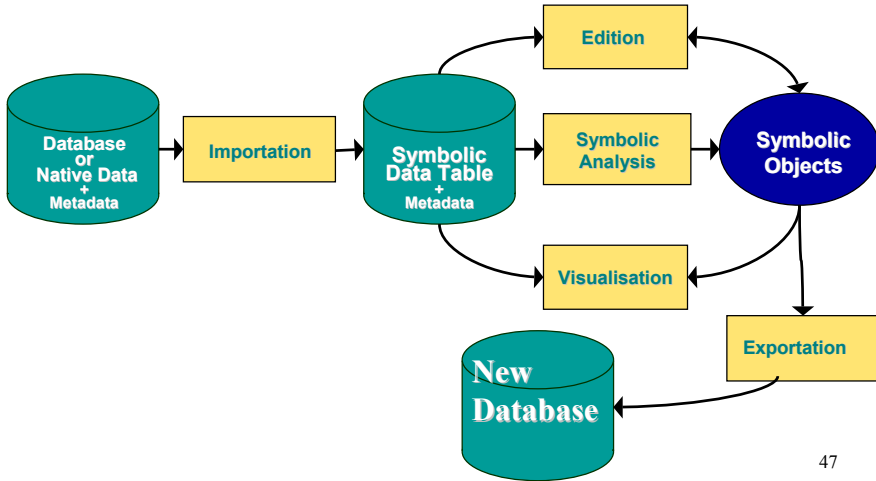 Edition
Database
or
Native Data
+
Metadata
Importation
Symbolic
Data Table
+
Metadata
Symbolic
Analysis
Symbolic
Objects
Visualisation
Exportation
New
Database
47